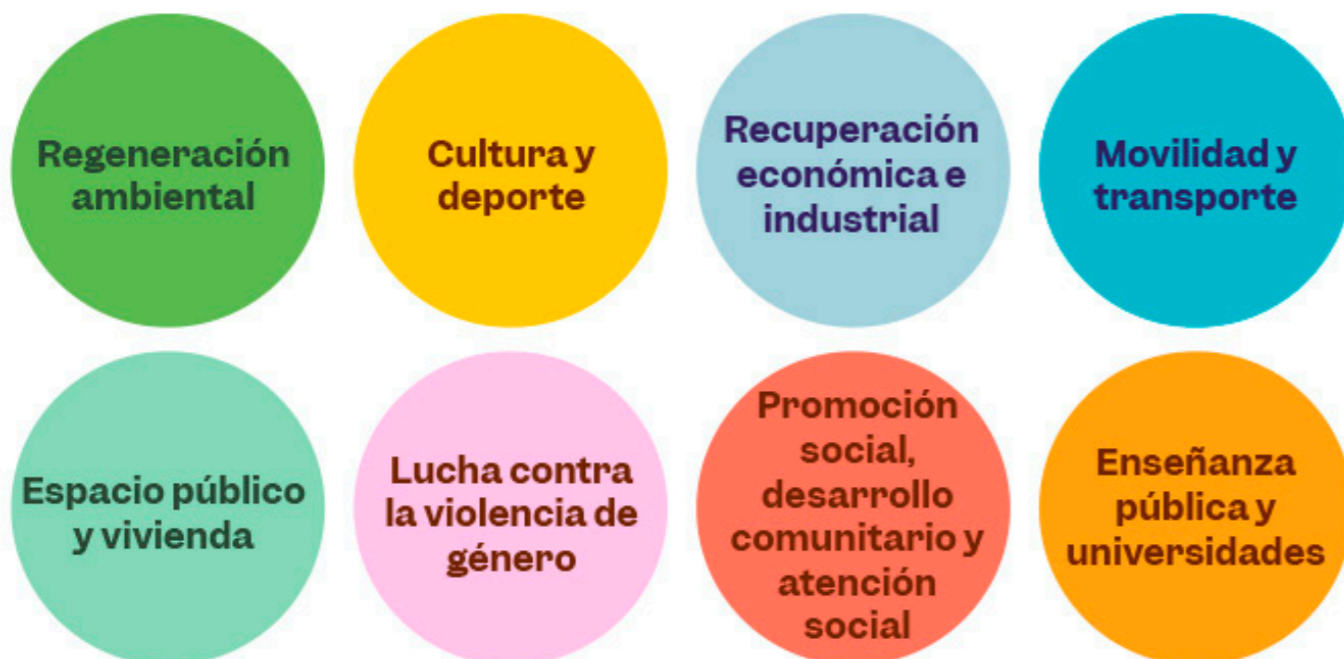 Regeneración
ambiental
Cultura y
deporte
Recuperación
económica e
industrial
Movilidad y
transporte
Espacio público
y vivienda
Lucha contra
la violencia de
género
Promoción
social,
desarrollo
comunitario y
atención
social
Enseñanza
pública y
universidades